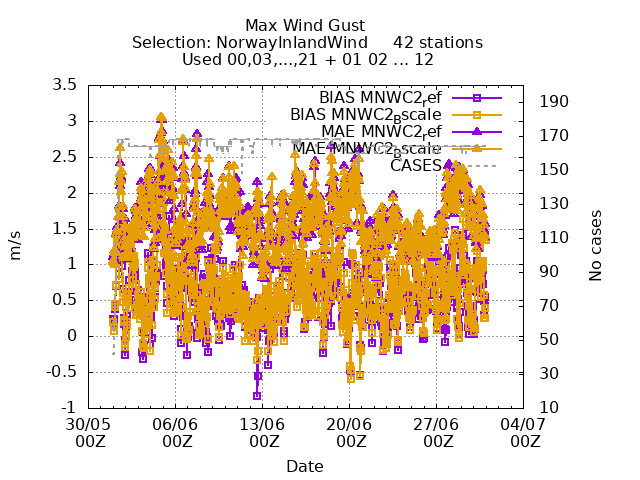 Max Wind Gust
Selection: NorwayInlandWind 42 stations
Used 00,03,...,21 + 01 02 ... 12
BIAS MNWC2_ref
BIAS MNWC2_Bscale
MAE MNWC2_ref
MAE MNWC2_Bscale
CASES
3.5
3
2.5
2
1.5
1
0.5
0
-0.5
-1
m/s
190
170
150
130
110
90
70
50
30
10
No cases
30/05 06/06 13/06 20/06 27/06 04/07
00Z 00Z 00Z 00Z 00Z 00Z
Date